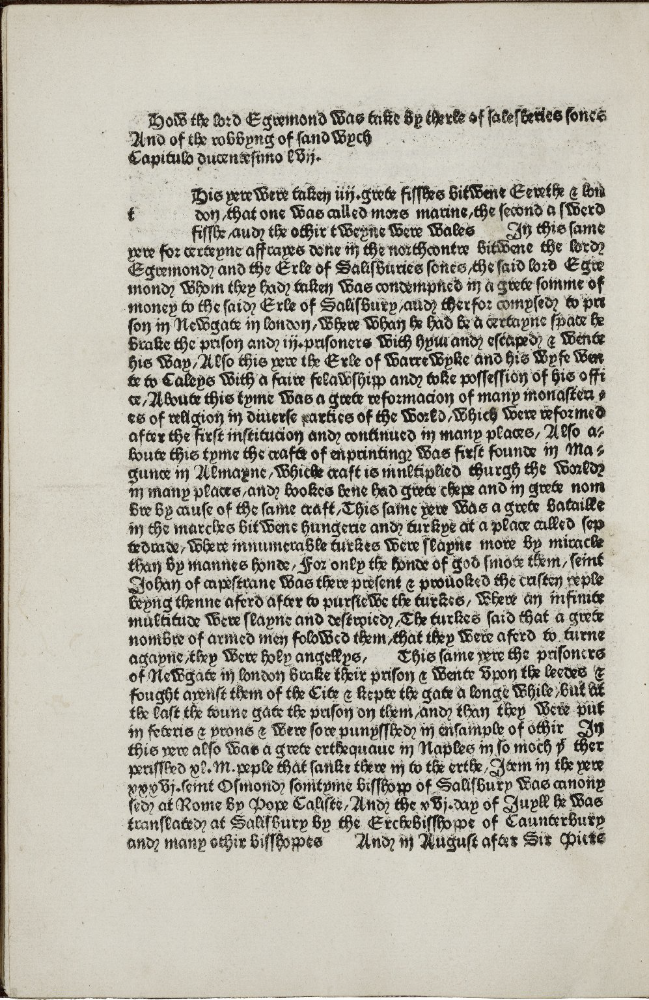 How the lord Egremond was take by therle of salesberies sones
And of the robbyng of sandwych
Capitulo ducentesimo lvij.
His yere were taken iiij. grete fisshes bitwene Eerethe & lon
t don, that one was called mors marine, the second a swerd
fisshe, aud the othir tweyne were wales In this same
yere for certeyne affrayes done in the northcontre bitwene the lord
Egremond and the Erle of Salisburies sones, the said lord Egre
mond whom they had taken was condempned in a grete somme of
money to the said Erle of Salisbury, aud therfor comysed to pri
son in Newgate in london, where whan he had be a certayne space he
brake the prison and iij. prisoners with hym and escaped & wente
his way, Also this yere the Erle of warrewyke and his wyfe wen
te to Caleys with a faire felawshipp and toke possession of his offi
ce, Aboute this tyme was a grete reformacion of many monasteri ⸗
es of religion in diuerse parties of the world, which were reformed
after the first institucion and continued in many places, Also a⸗
boute this tyme the crafte of enprinting was first founde in Ma⸗
gunce in Almayne, whiche craft is multiplied thurgh the world
in many places, and bookes bene had grete chepe and in grete nom
bre by cause of the same craft, This same yere was a grete bataille
in the marches bitwene hungerie and turkye at a place called sep
tedrade, where innumerable turkes were slayne more by miracle
than by mannes honde, For only the honde of god smote them, seint
Johan of capestrane was there present & prouoked the cristen peple
beyng thenne aferd after to pursiewe the turkes, where an infinite
multitude were slayne and destroied, The turkes said that a grete
nombre of armed men folowed them, that they were aferd to turne
agayne, they were holy angellys, This same yere the prisoners
of Newgate in london brake their prison & wente vpon the leedes &
fought ayenst them of the Cite & kepte the gate a longe while, but at
the last the toune gate the prison on them, and than they were put
in feteris & yrons & were sore punysshed in ensample of othir In
this yere also was a grete erthequaue in Naples in so moch yͭ ther
perisshed xl. M. peple that sanke there in to the erthe, Item in the yere
xxxvj. seint Osmond somtyme bisshopp of Salisbury was canony
sed at Rome by Pope Caliste, And the xvj. day of Juyll he was
translated at Salisbury by the Erchebisshoppe of Caunterbury
and many othir bisshoppes And in August after Sir Piers